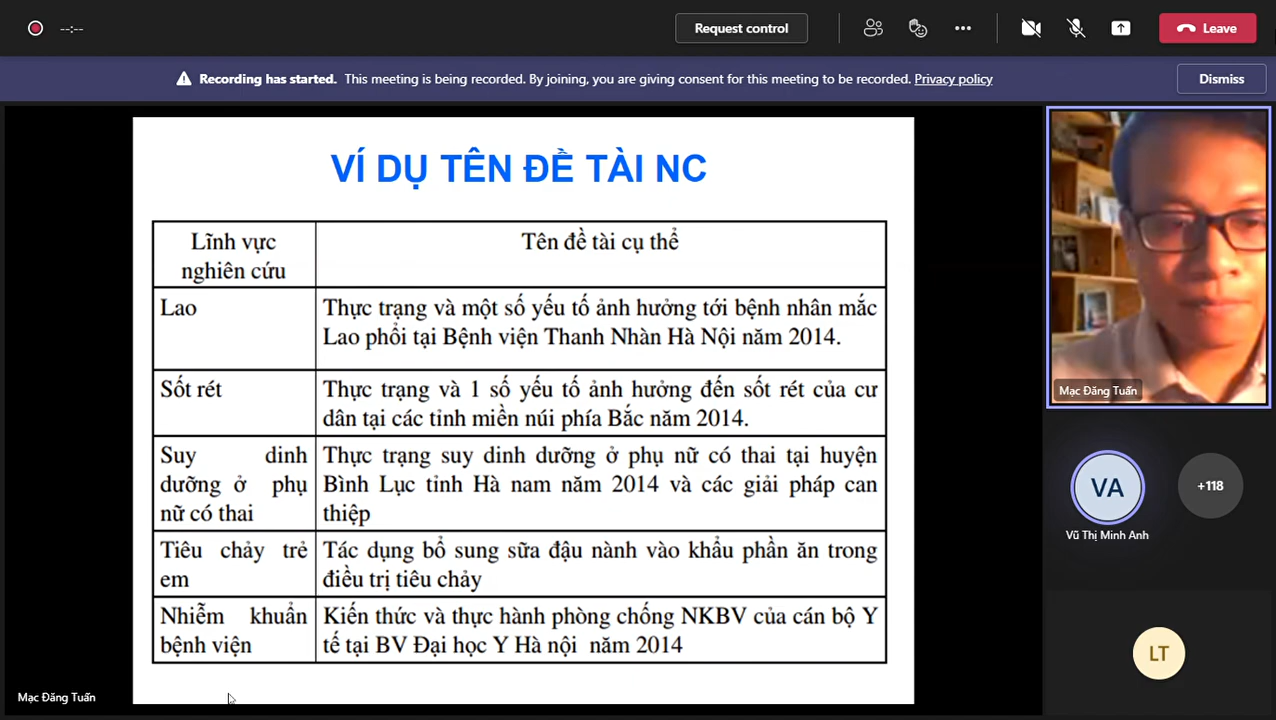 --:--
Request control
Leave
Recording has started. This meeting is being recorded. By joining, you are giving consent for this meeting to be recorded. Privacy policy
Dismiss
VÍ DỤ TÊN ĐỀ TÀI NC
Lĩnh vực
nghiên cứu
Tên đề tài cụ thể
Lao
Thực trạng và một số yếu tố ảnh hưởng tới bệnh nhân mắc
Lao phổi tại Bệnh viện Thanh Nhàn Hà Nội năm 2014.
Sốt rét
Thực trạng và 1 số yếu tố ảnh hưởng đến sốt rét của cư
dân tại các tỉnh miền núi phía Bắc năm 2014.
Suy dinh
dưỡng ở phụ
nữ có thai
Thực trạng suy dinh dưỡng ở phụ nữ có thai tại huyện
Bình Lục tỉnh Hà nam năm 2014 và các giải pháp can
thiệp
Tiêu chảy trẻ
em
Tác dụng bổ sung sữa đậu nành vào khẩu phần ăn trong
điều trị tiêu chảy
Nhiễm khuẩn
bệnh viện
Kiến thức và thực hành phòng chống NKBV của cán bộ Y
tế tại BV Đại học Y Hà nội năm 2014
Mạc Đăng Tuấn
Mạc Đăng Tuấn
VA
Vũ Thị Minh Anh
+118
LT